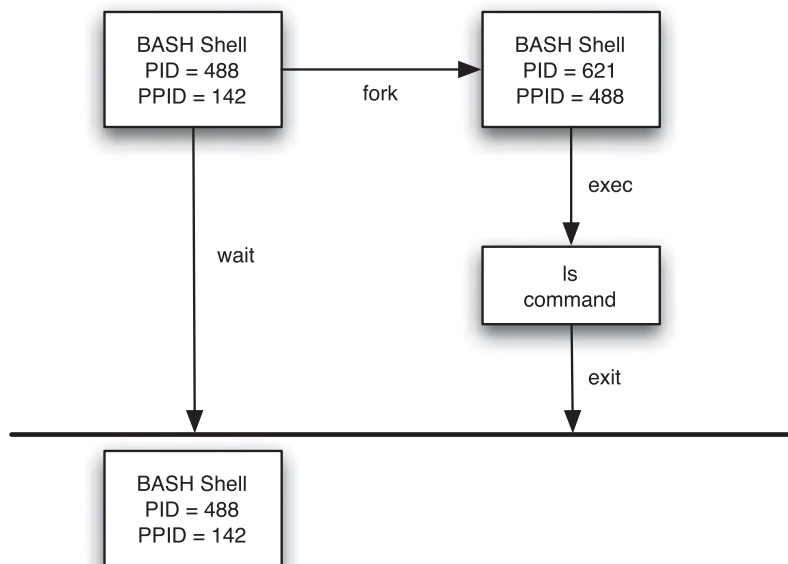 BASH Shell
PID = 488
PPID = 142
fork
BASH Shell
PID = 621
PPID = 488
exec
wait
ls
command
exit
BASH Shell
PID = 488
PPID = 142